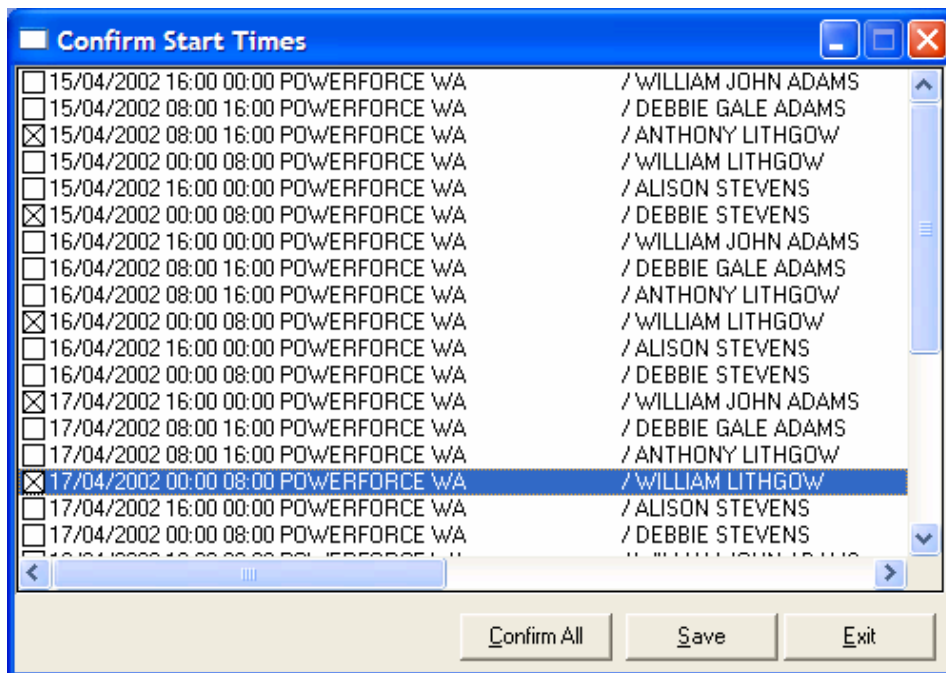 Confirm Start Times
15/04/2002 16:00 00:00 POWERFORCE WA / WILLIAM JOHN ADAMS
15/04/2002 08:00 16:00 POWERFORCE WA / DEBBIE GALE ADAMS
15/04/2002 08:00 16:00 POWERFORCE WA / ANTHONY LITHGOW
15/04/2002 00:00 08:00 POWERFORCE WA / WILLIAM LITHGOW
15/04/2002 16:00 00:00 POWERFORCE WA / ALISON STEVENS
15/04/2002 00:00 08:00 POWERFORCE WA / DEBBIE STEVENS
16/04/2002 16:00 00:00 POWERFORCE WA / WILLIAM JOHN ADAMS
16/04/2002 08:00 16:00 POWERFORCE WA / DEBBIE GALE ADAMS
16/04/2002 08:00 16:00 POWERFORCE WA / ANTHONY LITHGOW
16/04/2002 00:00 08:00 POWERFORCE WA / WILLIAM LITHGOW
16/04/2002 16:00 00:00 POWERFORCE WA / ALISON STEVENS
16/04/2002 00:00 08:00 POWERFORCE WA / DEBBIE STEVENS
17/04/2002 16:00 00:00 POWERFORCE WA / WILLIAM JOHN ADAMS
17/04/2002 08:00 16:00 POWERFORCE WA / DEBBIE GALE ADAMS
17/04/2002 08:00 16:00 POWERFORCE WA / ANTHONY LITHGOW
17/04/2002 00:00 08:00 POWERFORCE WA / WILLIAM LITHGOW
17/04/2002 16:00 00:00 POWERFORCE WA / ALISON STEVENS
17/04/2002 00:00 08:00 POWERFORCE WA / DEBBIE STEVENS
Confirm All Save Exit